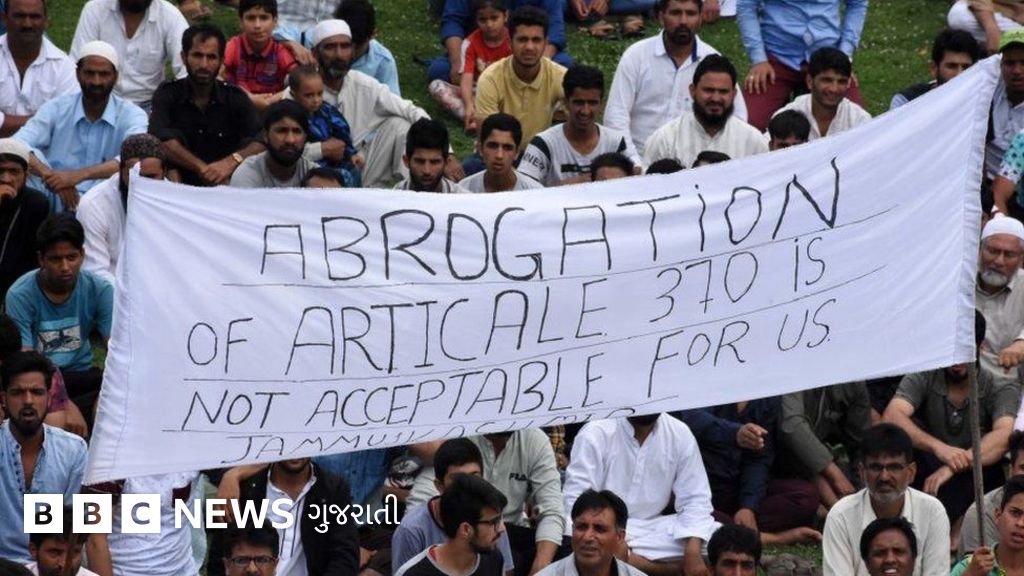 ABROGATION
OF ARTICALE 370 IS
NOT ACCEPTABLE FOR US.
BBC NEWS ગુજરાતી